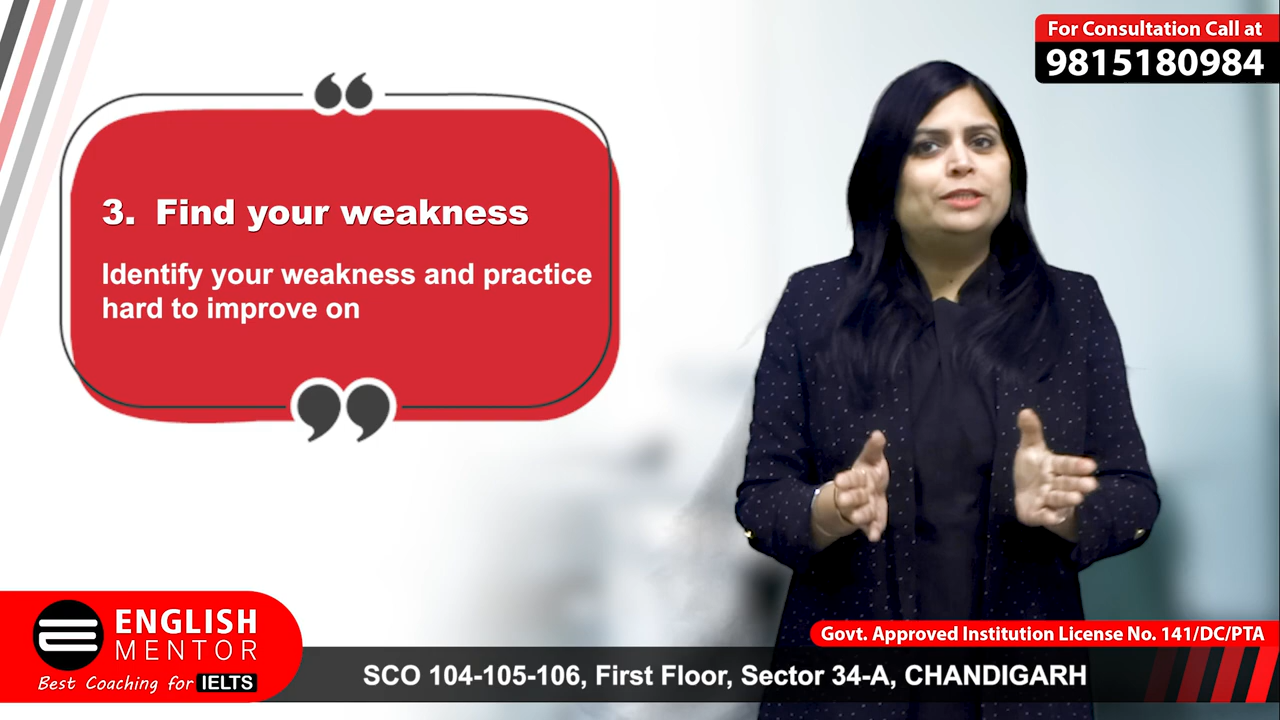 For Consultation Call at
9815180984
3. Find your weakness
Identify your weakness and practice
hard to improve on
Govt. Approved Institution License No. 141/DC/PTA
ENGLISH
MENTOR
Best Coaching for IELTS
SCO 104-105-106, First Floor, Sector 34-A, CHANDIGARH